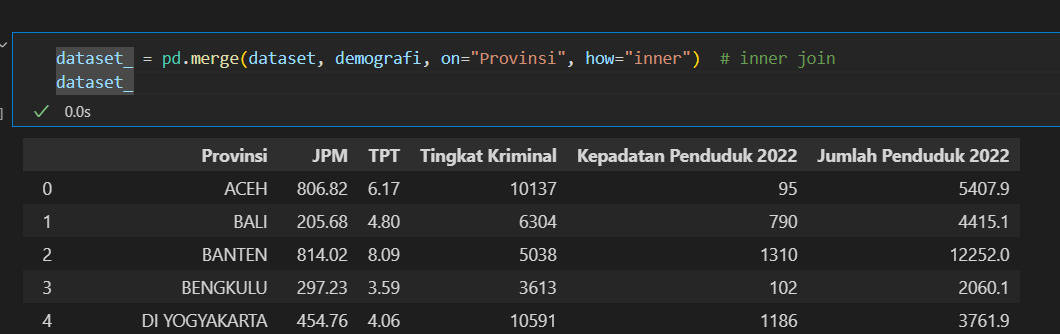 dataset_ = pd.merge(dataset, demografi, on="Provinsi", how="inner")  # inner join
dataset_
0.0s
Provinsi JPM TPT Tingkat Kriminal Kepadatan Penduduk 2022 Jumlah Penduduk 2022
0 ACEH 806.82 6.17 10137 95 5407.9
1 BALI 205.68 4.80 6304 790 4415.1
2 BANTEN 814.02 8.09 5038 1310 12252.0
3 BENGKULU 297.23 3.59 3613 102 2060.1
4 DI YOGYAKARTA 454.76 4.06 10591 1186 3761.9